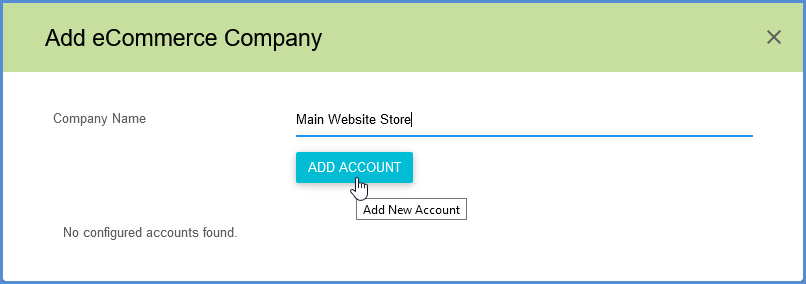 Add eCommerce Company
Company Name
Main Website Store
ADD ACCOUNT
Add New Account
No configured accounts found.